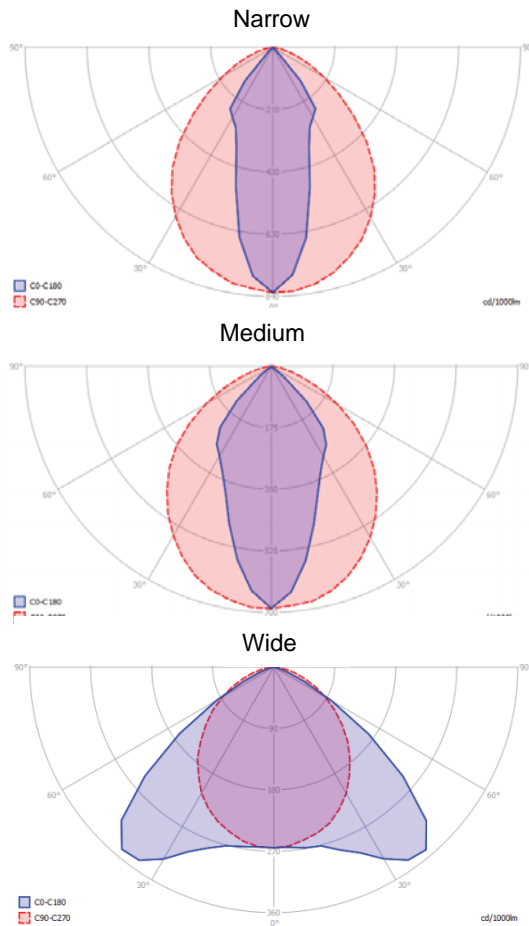 Narrow
90° 90°
210
60° 420 60°
630
30° 30°
C0-C180 840
C90-C270 0° cd/1000lm
Medium
90° 90°
175
350
60° 60°
525
30° 30°
C0-C180 700
Wide
90° 90°
90
60° 180 60°
270
30° 30°
C0-C180 360
C90-C270 0° cd/1000lm